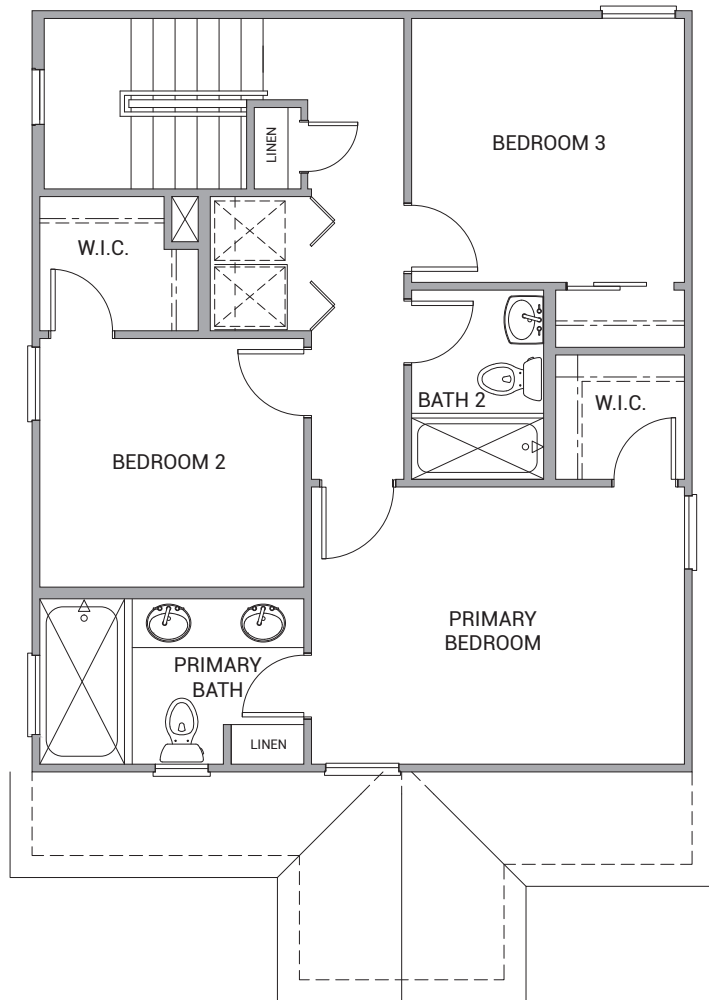 LINEN
BEDROOM 3
W.I.C.
BATH 2
W.I.C.
BEDROOM 2
PRIMARY
BEDROOM
PRIMARY
BATH
LINEN